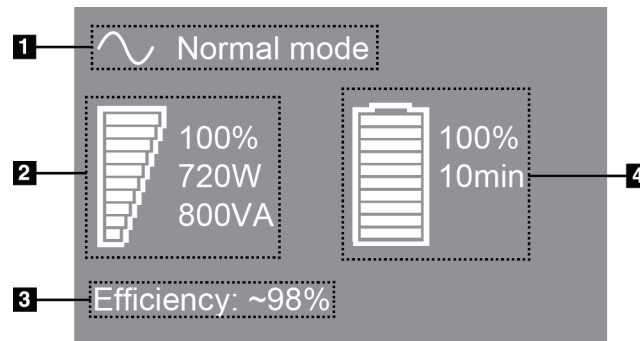 1 Normal mode
2 100%
720W
800VA
100%
10min 4
3 Efficiency: ~98%